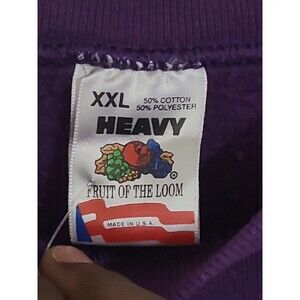 XXL
50% COTTON
50% POLYESTER
HEAVY
®
FRUIT OF THE LOOM
MADE IN U.S.A.